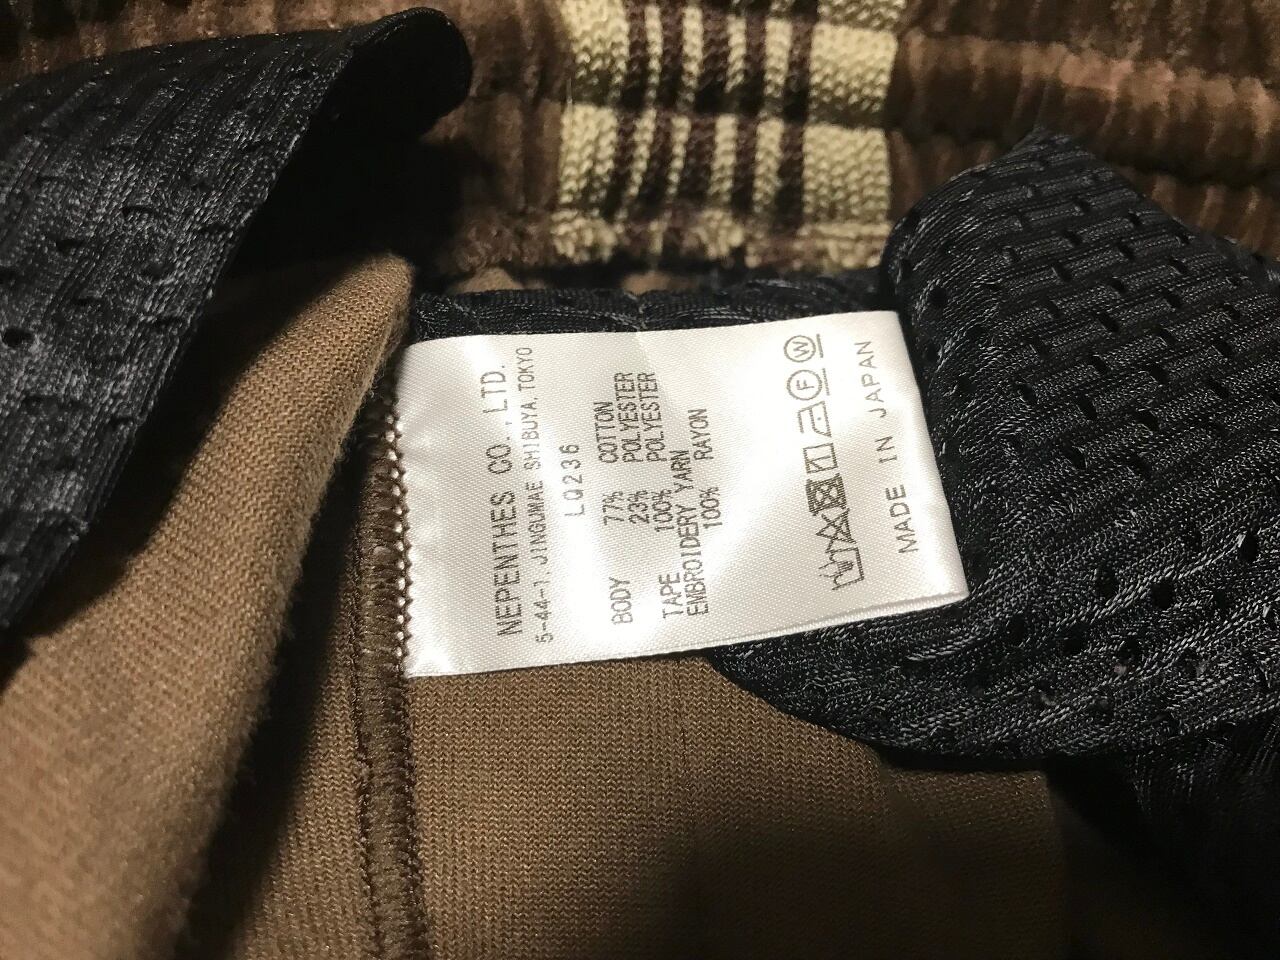 NEPENTHES CO.,LTD.
5-44-1,JINGUMAE SHIBUYA,TOKYO
LQ236
BODY 77% COTTON
23% POLYESTER
TAPE 100% POLYESTER
EMBROIDERY YARN
100% RAYON
F W
MADE IN JAPAN